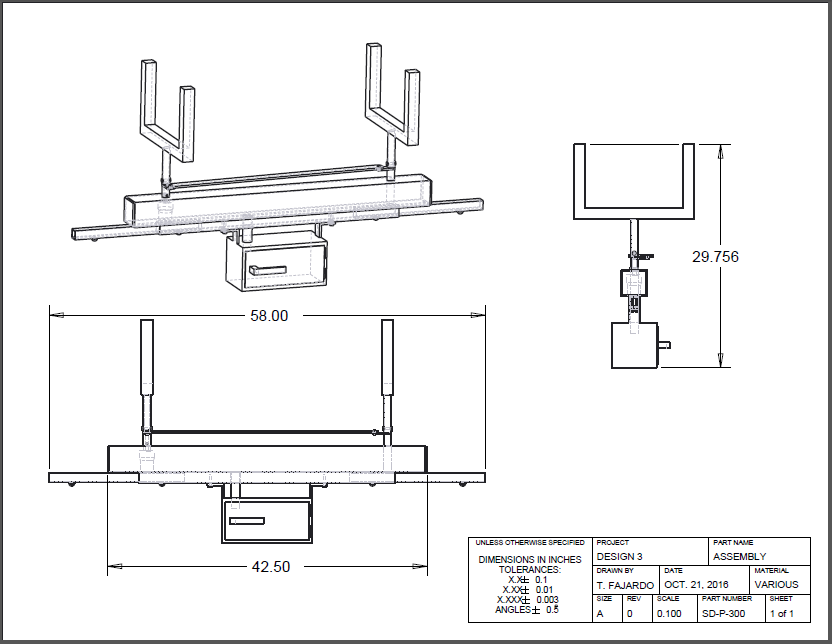 29.756
58.00
42.50
UNLESS OTHERWISE SPECIFIED
DIMENSIONS IN INCHES
TOLERANCES:
X.X± 0.1
X.XX± 0.01
X.XXX± 0.003
ANGLES± 0.5
PROJECT
DESIGN 3
PART NAME
ASSEMBLY
DRAWN BY
T. FAJARDO
DATE
OCT. 21, 2016
MATERIAL
VARIOUS
SIZE
A
REV
0
SCALE
0.100
PART NUMBER
SD-P-300
SHEET
1 of 1